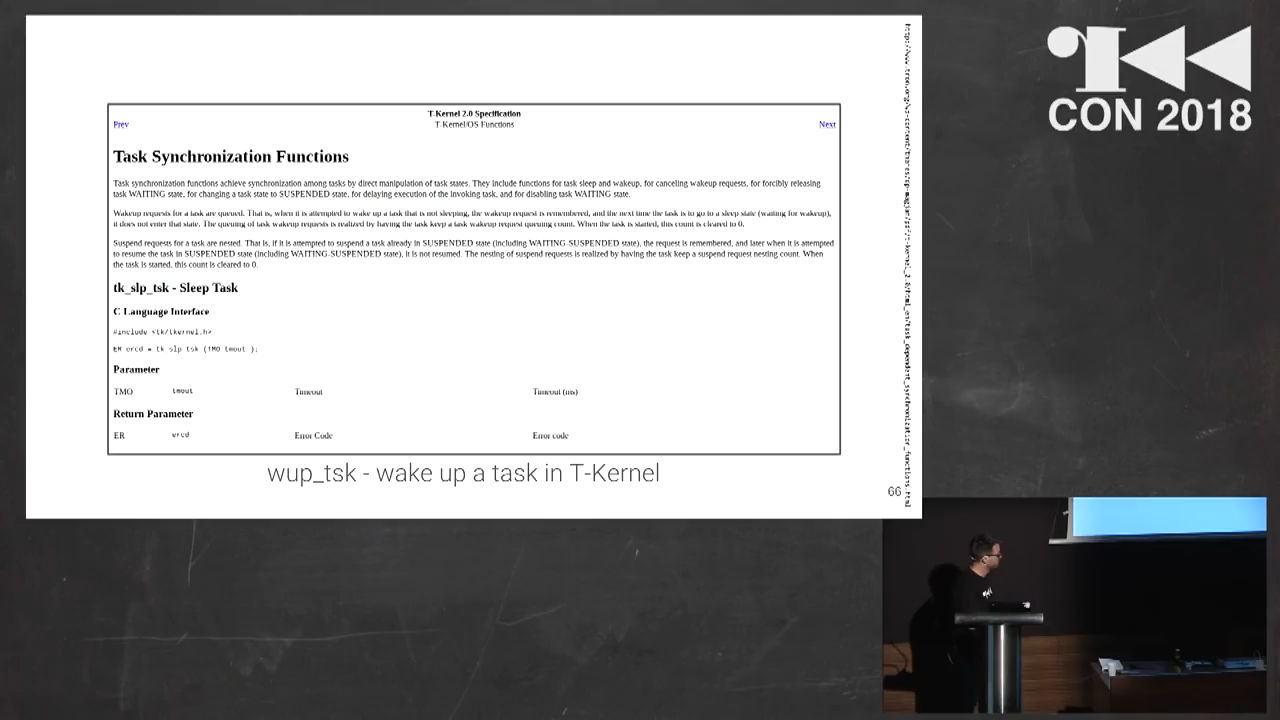 T-Kernel 2.0 Specification
Prev
T-Kernel/OS Functions
Next
Task Synchronization Functions
Task synchronization functions achieve synchronization among tasks by direct manipulation of task states. They include functions for task sleep and wakeup, for canceling wakeup requests, for forcibly releasing
task WAITING state, for changing a task state to SUSPENDED state, for delaying execution of the invoking task, and for disabling task WAITING state.
Wakeup requests for a task are queued. That is, when it is attempted to wake up a task that is not sleeping, the wakeup request is remembered, and the next time the task is to go to a sleep state (waiting for wakeup),
it does not enter that state. The queuing of task wakeup requests is realized by having the task keep a task wakeup request queuing count. When the task is started, this count is cleared to 0.
Suspend requests for a task are nested. That is, if it is attempted to suspend a task already in SUSPENDED state (including WAITING-SUSPENDED state), the request is remembered, and later when it is attempted
to resume the task in SUSPENDED state (including WAITING-SUSPENDED state), it is not resumed. The nesting of suspend requests is realized by having the task keep a suspend request nesting count. When
the task is started, this count is cleared to 0.
tk_slp_tsk - Sleep Task
C Language Interface
#include <tk/tkernel.h>
ER ercd = tk_slp_tsk (TMO tmout );
Parameter
TMO tmout Timeout Timeout (ms)
Return Parameter
ER ercd Error Code Error code
wup_tsk - wake up a task in T-Kernel
66
CON 2018